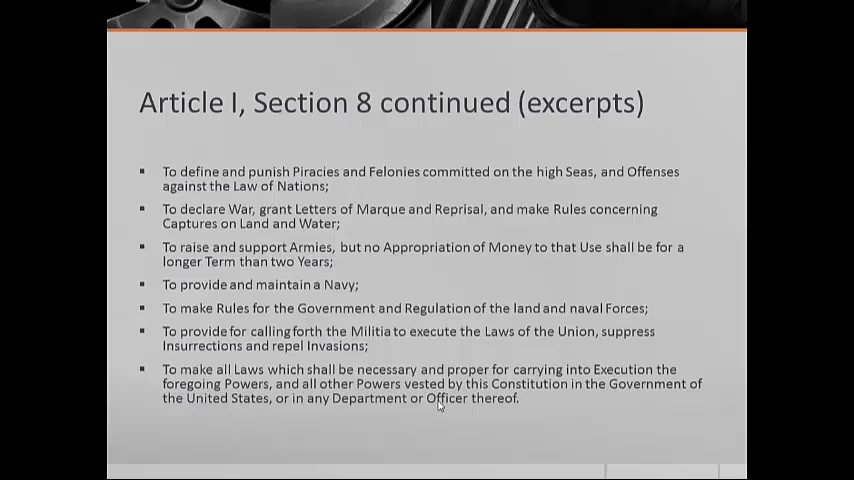 Article I, Section 8 continued (excerpts)
▪ To define and punish Piracies and Felonies committed on the high Seas, and Offenses
against the Law of Nations;
▪ To declare War, grant Letters of Marque and Reprisal, and make Rules concerning
Captures on Land and Water;
▪ To raise and support Armies, but no Appropriation of Money to that Use shall be for a
longer Term than two Years;
▪ To provide and maintain a Navy;
▪ To make Rules for the Government and Regulation of the land and naval Forces;
▪ To provide for calling forth the Militia to execute the Laws of the Union, suppress
Insurrections and repel Invasions;
▪ To make all Laws which shall be necessary and proper for carrying into Execution the
foregoing Powers, and all other Powers vested by this Constitution in the Government of
the United States, or in any Department or Officer thereof.